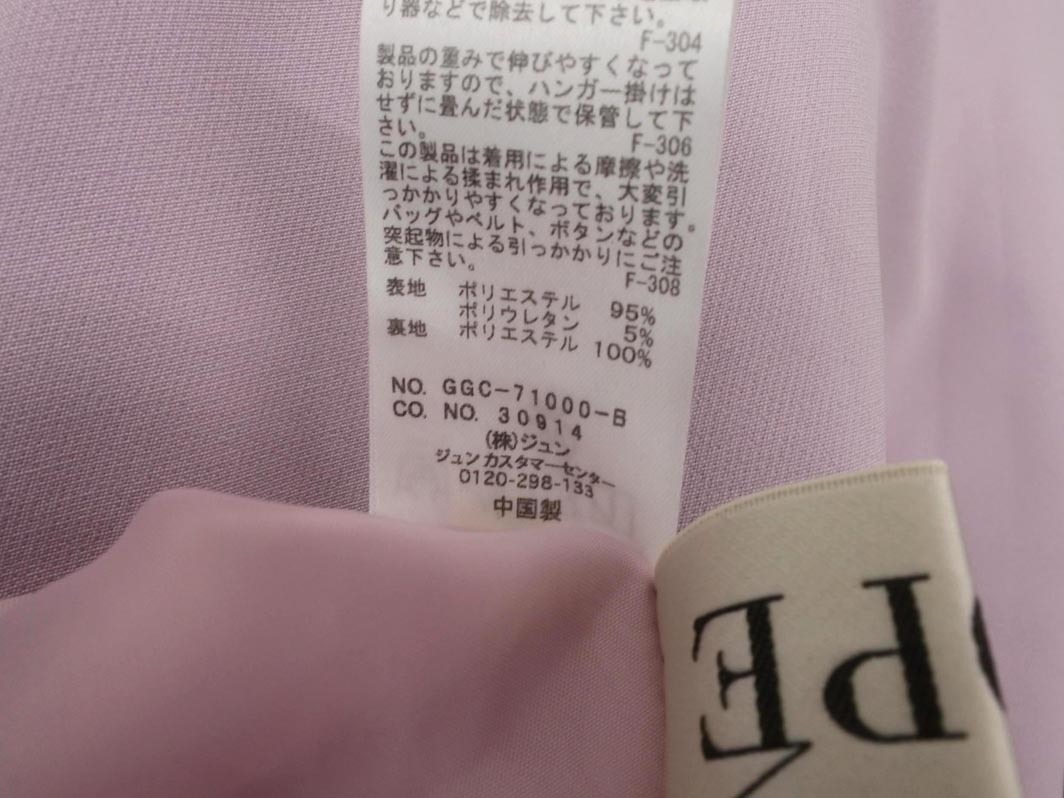 り器などで除去して下さい。
F-304
製品の重みで伸びやすくなって
おりますので、ハンガー掛けは
せずに畳んだ状態で保管して下
さい。
F-306
この製品は着用による摩擦や洗
濯による揉まれ作用で、大変引
っかかりやすくなっております。
バッグやベルト、ボタンなどの
突起物による引っかかりにご注
意下さい。
F-308
表地 ポリエステル 95%
ポリウレタン 5%
裏地 ポリエステル 100%
NO. GGC-71000-B
CO. NO. 30914
(株)ジュン
ジュン カスタマーセンター
0120-298-133
中国製
PÉ